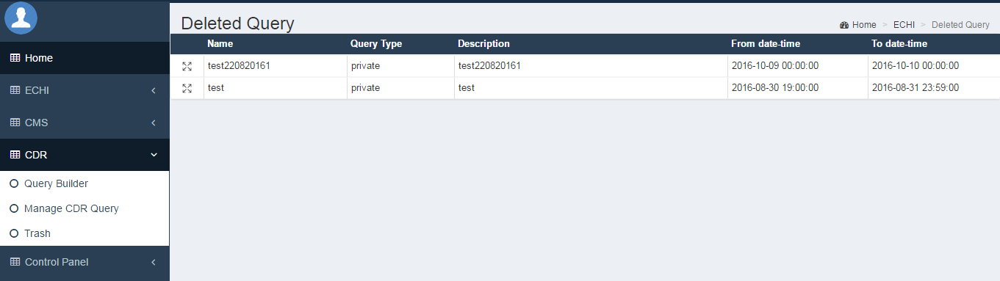 Deleted Query
Home > ECHI > Deleted Query
Home
ECHI
CMS
CDR
Query Builder
Manage CDR Query
Trash
Control Panel
Name Query Type Description From date-time To date-time
test220820161 private test220820161 2016-10-09 00:00:00 2016-10-10 00:00:00
test private test 2016-08-30 19:00:00 2016-08-31 23:59:00